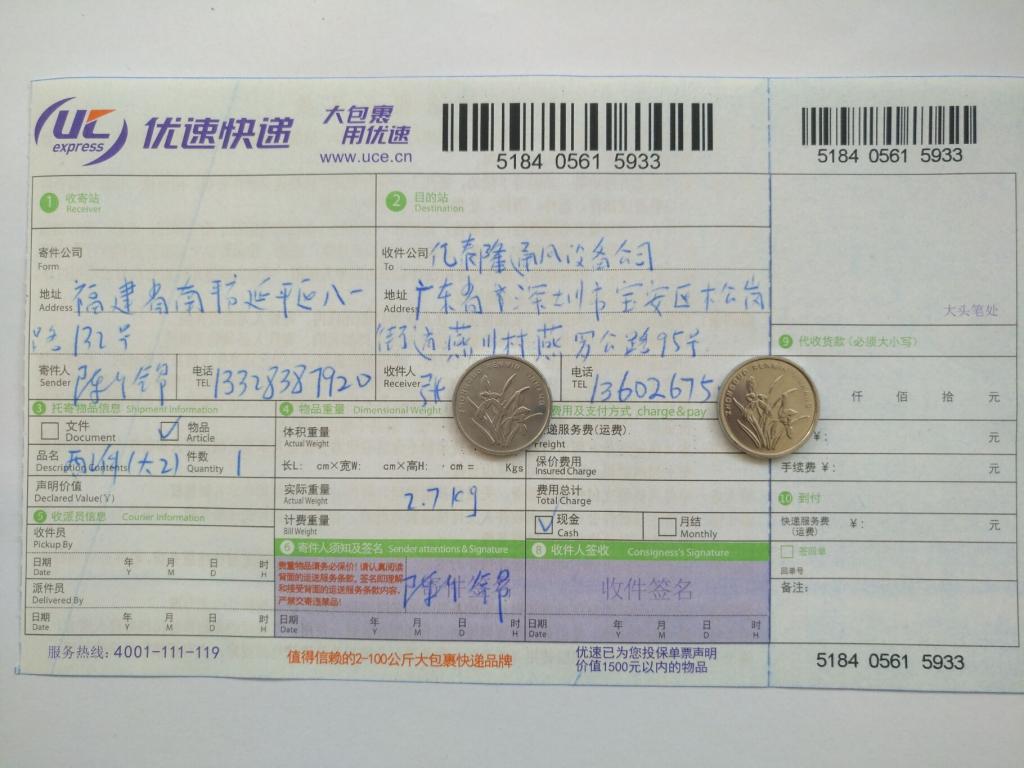 UC express 优速快递
大包裹
用优速
www.uce.cn
5184 0561 5933
5184 0561 5933
1 收寄站 Receiver
2 目的站 Destination
寄件公司 Form
收件公司 To 亿泰隆通风设备公司
地址 Address 福建省南平延平区八一
路132号
地址 Address 广东省深圳市宝安区松岗
街道燕川村燕罗公路95号
大头笔处
寄件人 Sender 电话 TEL 13328387920
收件人 Receiver 张 电话 TEL 13602675
9 代收货款 (必须大小写)
仟 佰 拾 元
¥: 元
手续费 ¥: 元
3 托寄物品信息 Shipment Information
文件 Document 物品 Article
品名 Description Contents 件数 Quantity 1
声明价值 Declared Value(¥)
4 物品重量 Dimensional Weight
体积重量 Actual Weight
长L: cm×宽W: cm×高H: cm= Kgs
实际重量 Actual Weight 2.7kg
计费重量 Bill Weight
费用及支付方式 charge&pay
递服务费(运费) Freight
保价费用 Insured Charge
费用总计 Total Charge
现金 Cash 月结 Monthly
10 到付
快递服务费 (运费) ¥: 元
签回单
回单号
备注:
5 收派员信息 Courier Information
收件员 Pickup By
日期 Date 年 Y 月 M 日 D 时 H
派件员 Delivered By
日期 Date 年 Y 月 M 日 D 时 H
6 寄件人须知及签名 Senderattentions & Signature
贵重物品请务必保价!请认真阅读
背面的运送服务条款,签名即理解
和接受背面的运送服务条款内容,
严禁交寄违禁品!
日期 Date 年 Y 月 M 日 D 时 H
8 收件人签收 Consigness's Signature
收件签名
日期 Date 年 Y 月 M 日 D 时 H
服务热线: 4001-111-119
值得信赖的2-100公斤大包裹快递品牌
优速已为您投保单票声明
价值1500元以内的物品
5184 0561 5933